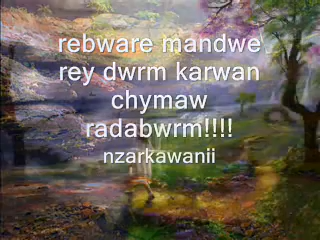 rebware mandwe
rey dwrm karwan
chymaw
radabwrm!!!!
nzarkawanii